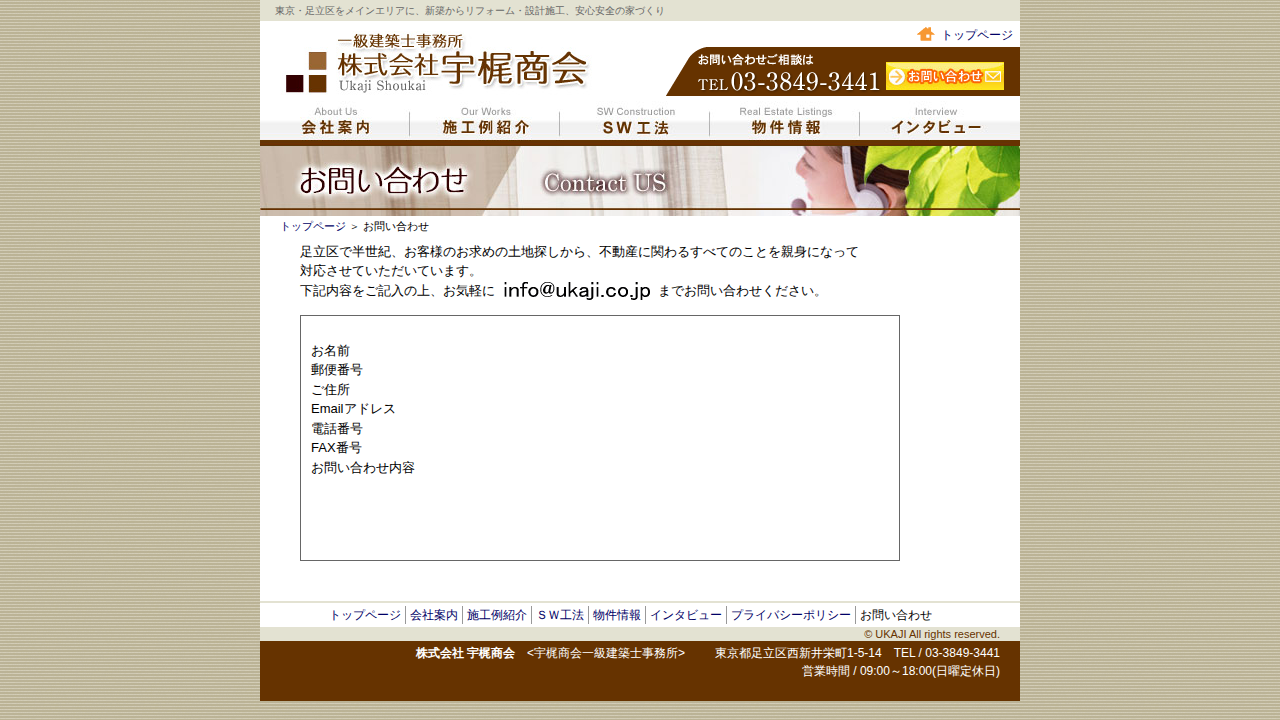 東京・足立区をメインエリアに、新築からリフォーム・設計施工、安心安全の家づくり
トップページ
一級建築士事務所
株式会社宇梶商会
Ukaji Shoukai
お問い合わせご相談は
TEL 03-3849-3441
お問い合わせ
About Us
会社案内
Our Works
施工例紹介
SW Construction
SW工法
Real Estate Listings
物件情報
Interview
インタビュー
お問い合わせ Contact US
トップページ ＞ お問い合わせ
足立区で半世紀、お客様のお求めの土地探しから、不動産に関わるすべてのことを親身になって
対応させていただいています。
下記内容をご記入の上、お気軽に info@ukaji.co.jp までお問い合わせください。
お名前
郵便番号
ご住所
Emailアドレス
電話番号
FAX番号
お問い合わせ内容
トップページ 会社案内 施工例紹介 ＳＷ工法 物件情報 インタビュー プライバシーポリシー お問い合わせ
© UKAJI All rights reserved.
株式会社 宇梶商会 <宇梶商会一級建築士事務所> 東京都足立区西新井栄町1-5-14 TEL / 03-3849-3441
営業時間 / 09:00～18:00(日曜定休日)